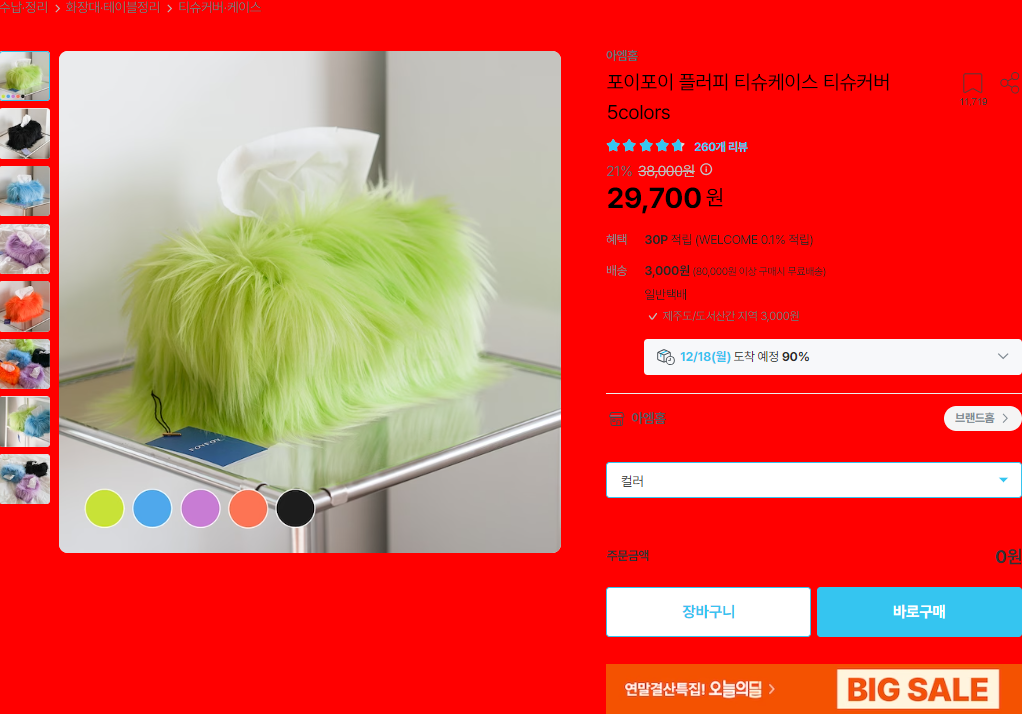 수납·정리 > 화장대·테이블정리 > 티슈커버·케이스
아엠홈
포이포이 플러피 티슈케이스 티슈커버
5colors
11,719
260개 리뷰
21% 38,000원
29,700 원
혜택 30P 적립 (WELCOME 0.1% 적립)
배송 3,000원 (80,000원 이상 구매시 무료배송)
일반택배
제주도/도서산간 지역 3,000원
12/18(월) 도착 예정 90%
아엠홈
브랜드홈 >
컬러
주문금액 0원
장바구니 바로구매
연말결산특집! 오늘의딜 > BIG SALE